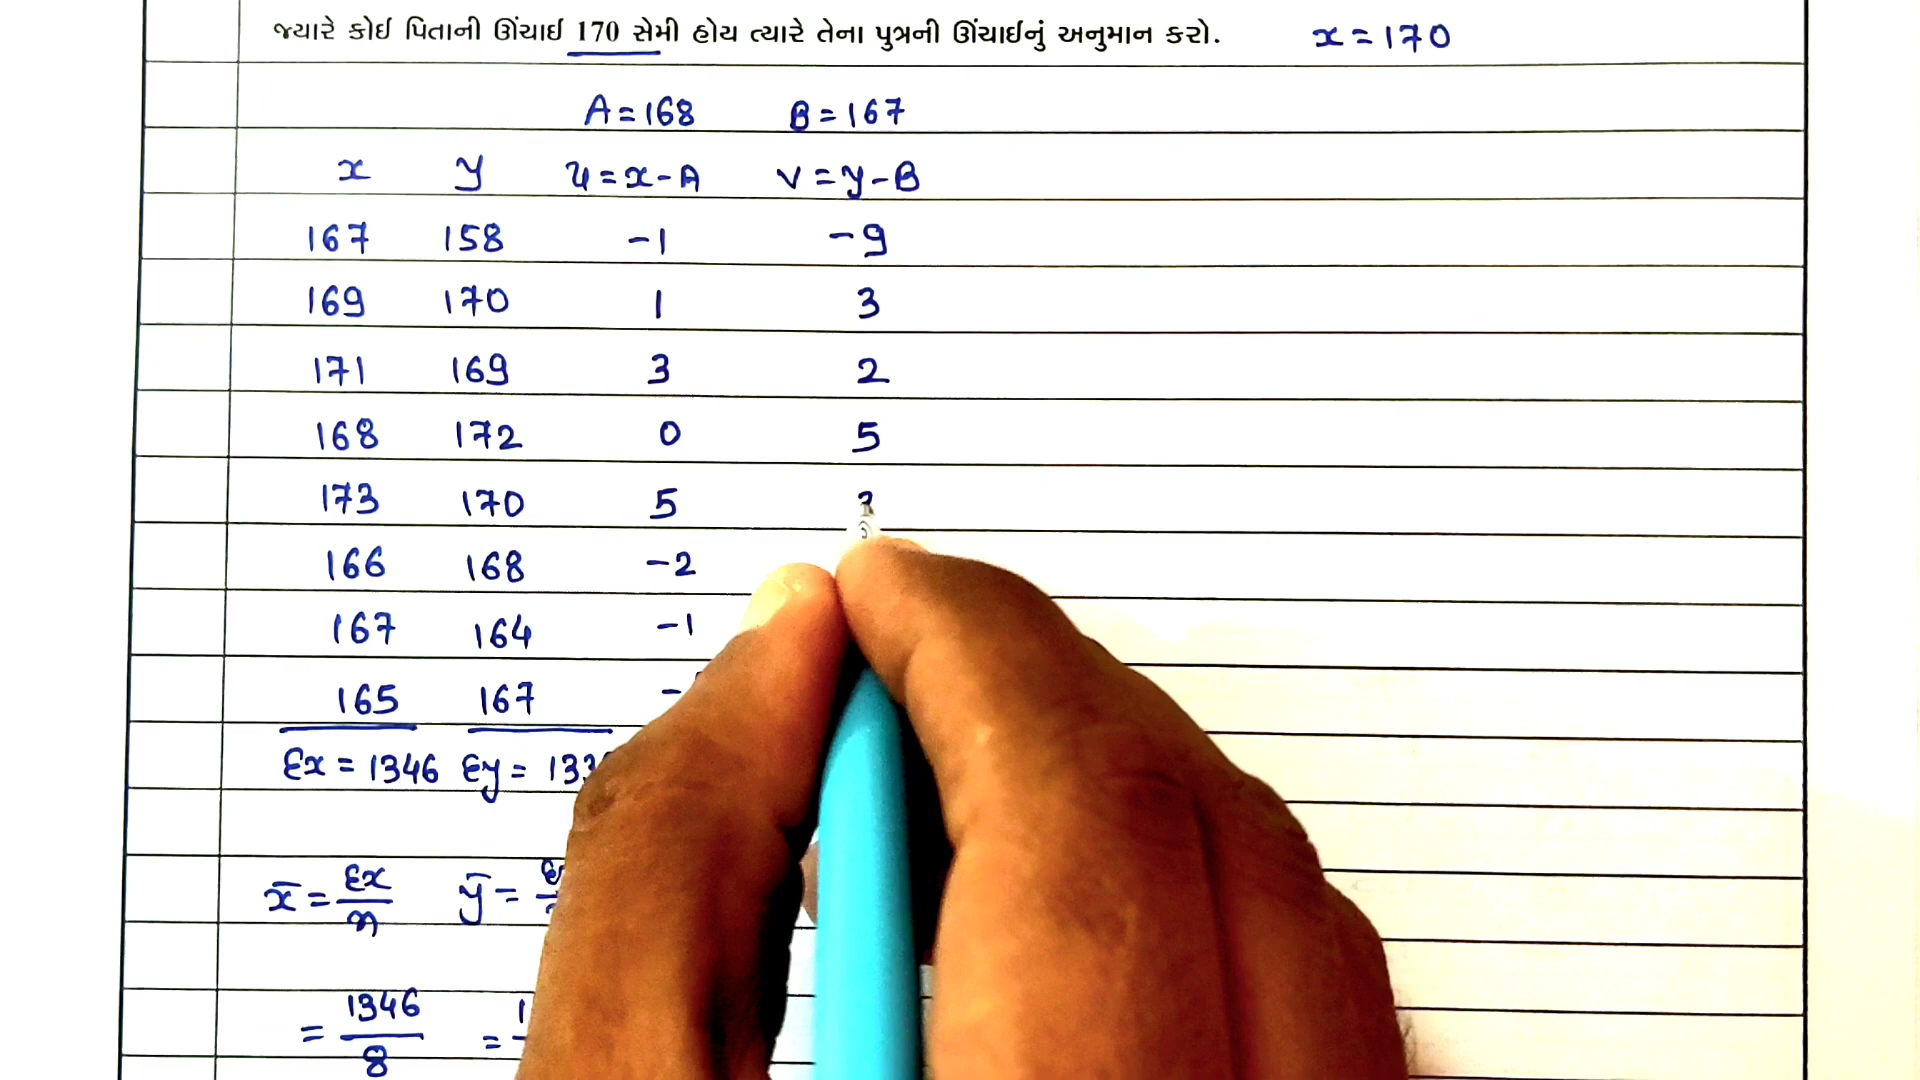 જ્યારે કોઈ પિતાની ઊંચાઈ 170 સેમી હોય ત્યારે તેના પુત્રની ઊંચાઈનું અનુમાન કરો. x = 170
A = 168 B = 167
x y u = x - A v = y - B
167 158 -1 -9
169 170 1 3
171 169 3 2
168 172 0 5
173 170 5 3
166 168 -2
167 164 -1
165 167 -
Σx = 1346 Σy =
x̄ = Σx/n ȳ =
= 1346/8 =